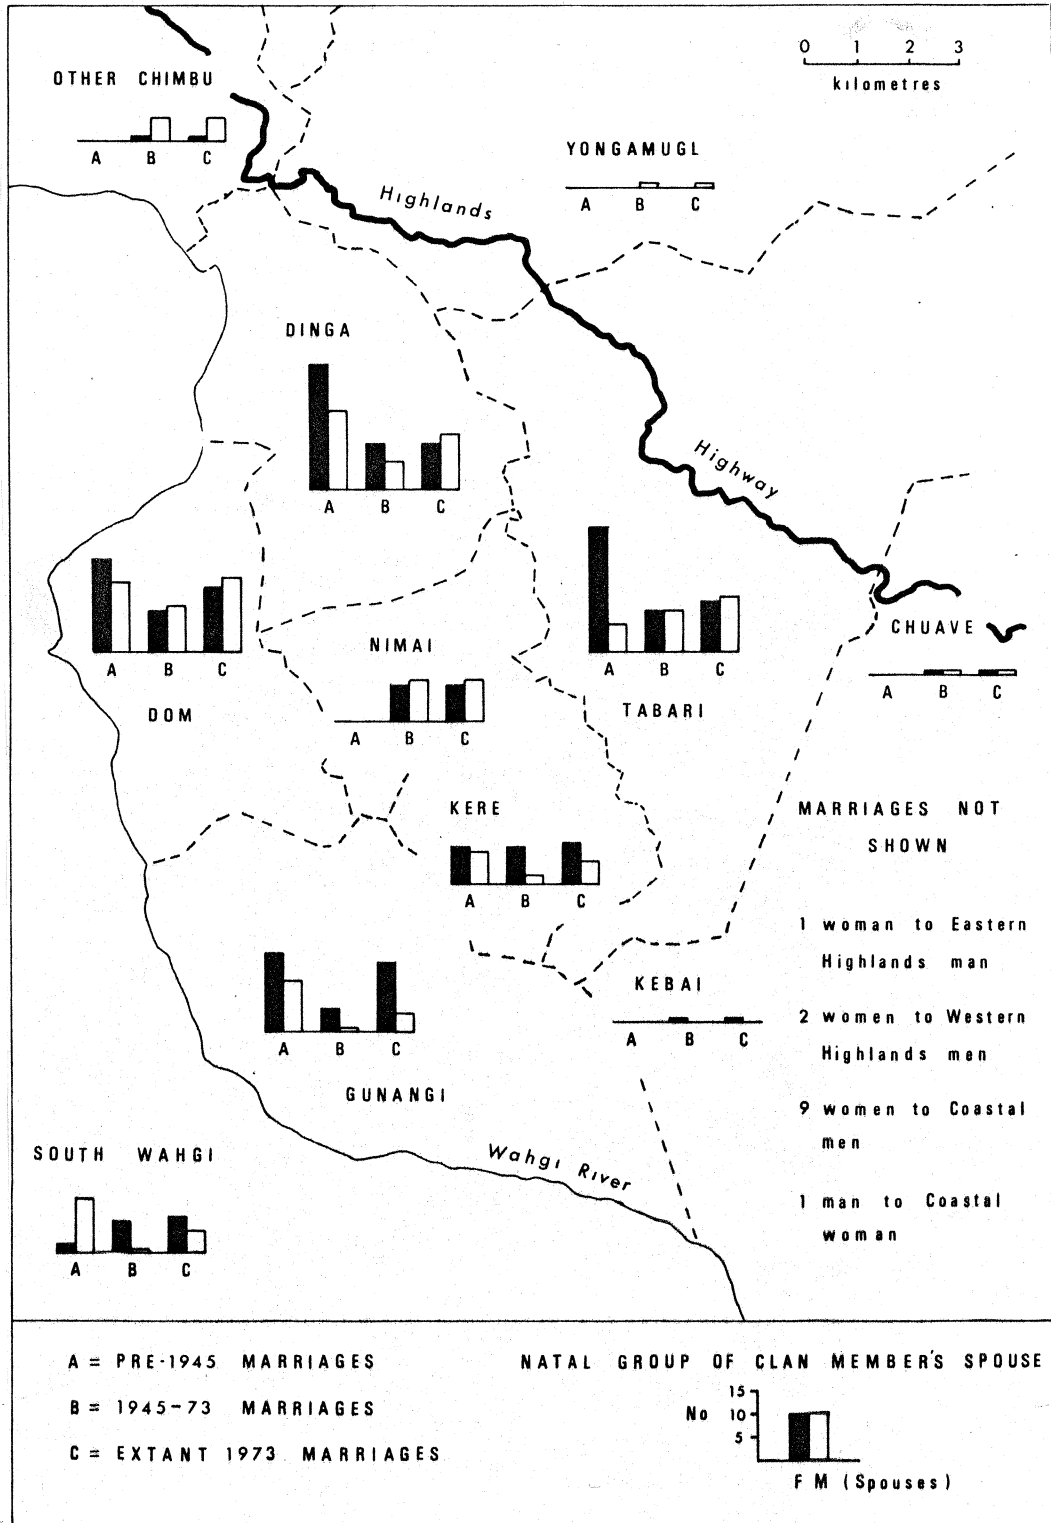 0 1 2 3
kilometres
OTHER CHIMBU
A B C
YONGAMUGL
A B C
Highlands
DINGA
A B C
Highway
CHUAVE
A B C
NIMAI
A B C
TABARI
A B C
DOM
KERE
A B C
MARRIAGES NOT
SHOWN
1 woman to Eastern
Highlands man
2 women to Western
Highlands men
9 women to Coastal
men
1 man to Coastal
woman
KEBAI
A B C
A B C
GUNANGI
SOUTH WAHGI
A B C
Wahgi River
A = PRE-1945 MARRIAGES
B = 1945-73 MARRIAGES
C = EXTANT 1973 MARRIAGES
NATAL GROUP OF CLAN MEMBER'S SPOUSE
15
No 10
5
F M (Spouses)